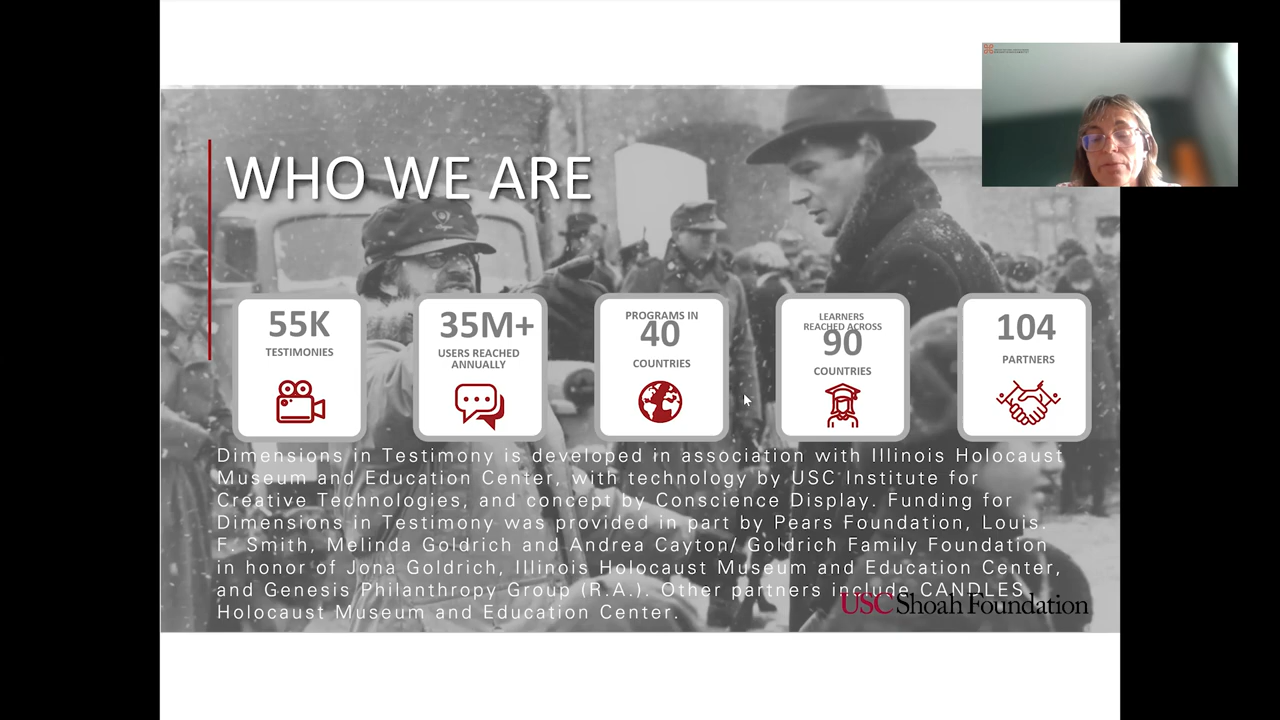 WHO WE ARE
55K
TESTIMONIES
35M+
USERS REACHED
ANNUALLY
PROGRAMS IN
40
COUNTRIES
LEARNERS
REACHED ACROSS
90
COUNTRIES
104
PARTNERS
Dimensions in Testimony is developed in association with Illinois Holocaust
Museum and Education Center, with technology by USC Institute for
Creative Technologies, and concept by Conscience Display. Funding for
Dimensions in Testimony was provided in part by Pears Foundation, Louis.
F. Smith, Melinda Goldrich and Andrea Cayton/ Goldrich Family Foundation
in honor of Jona Goldrich, Illinois Holocaust Museum and Education Center,
and Genesis Philanthropy Group (R.A.). Other partners include CANDLES
Holocaust Museum and Education Center.
USC Shoah Foundation